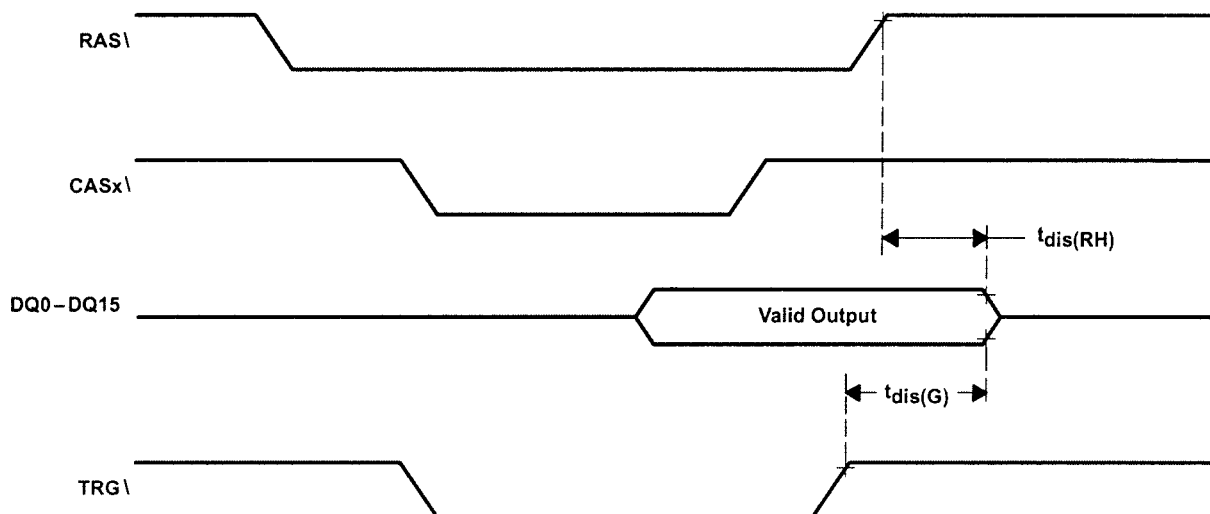 RAS\
CASx\
tdis(RH)
DQ0–DQ15
Valid Output
tdis(G)
TRG\